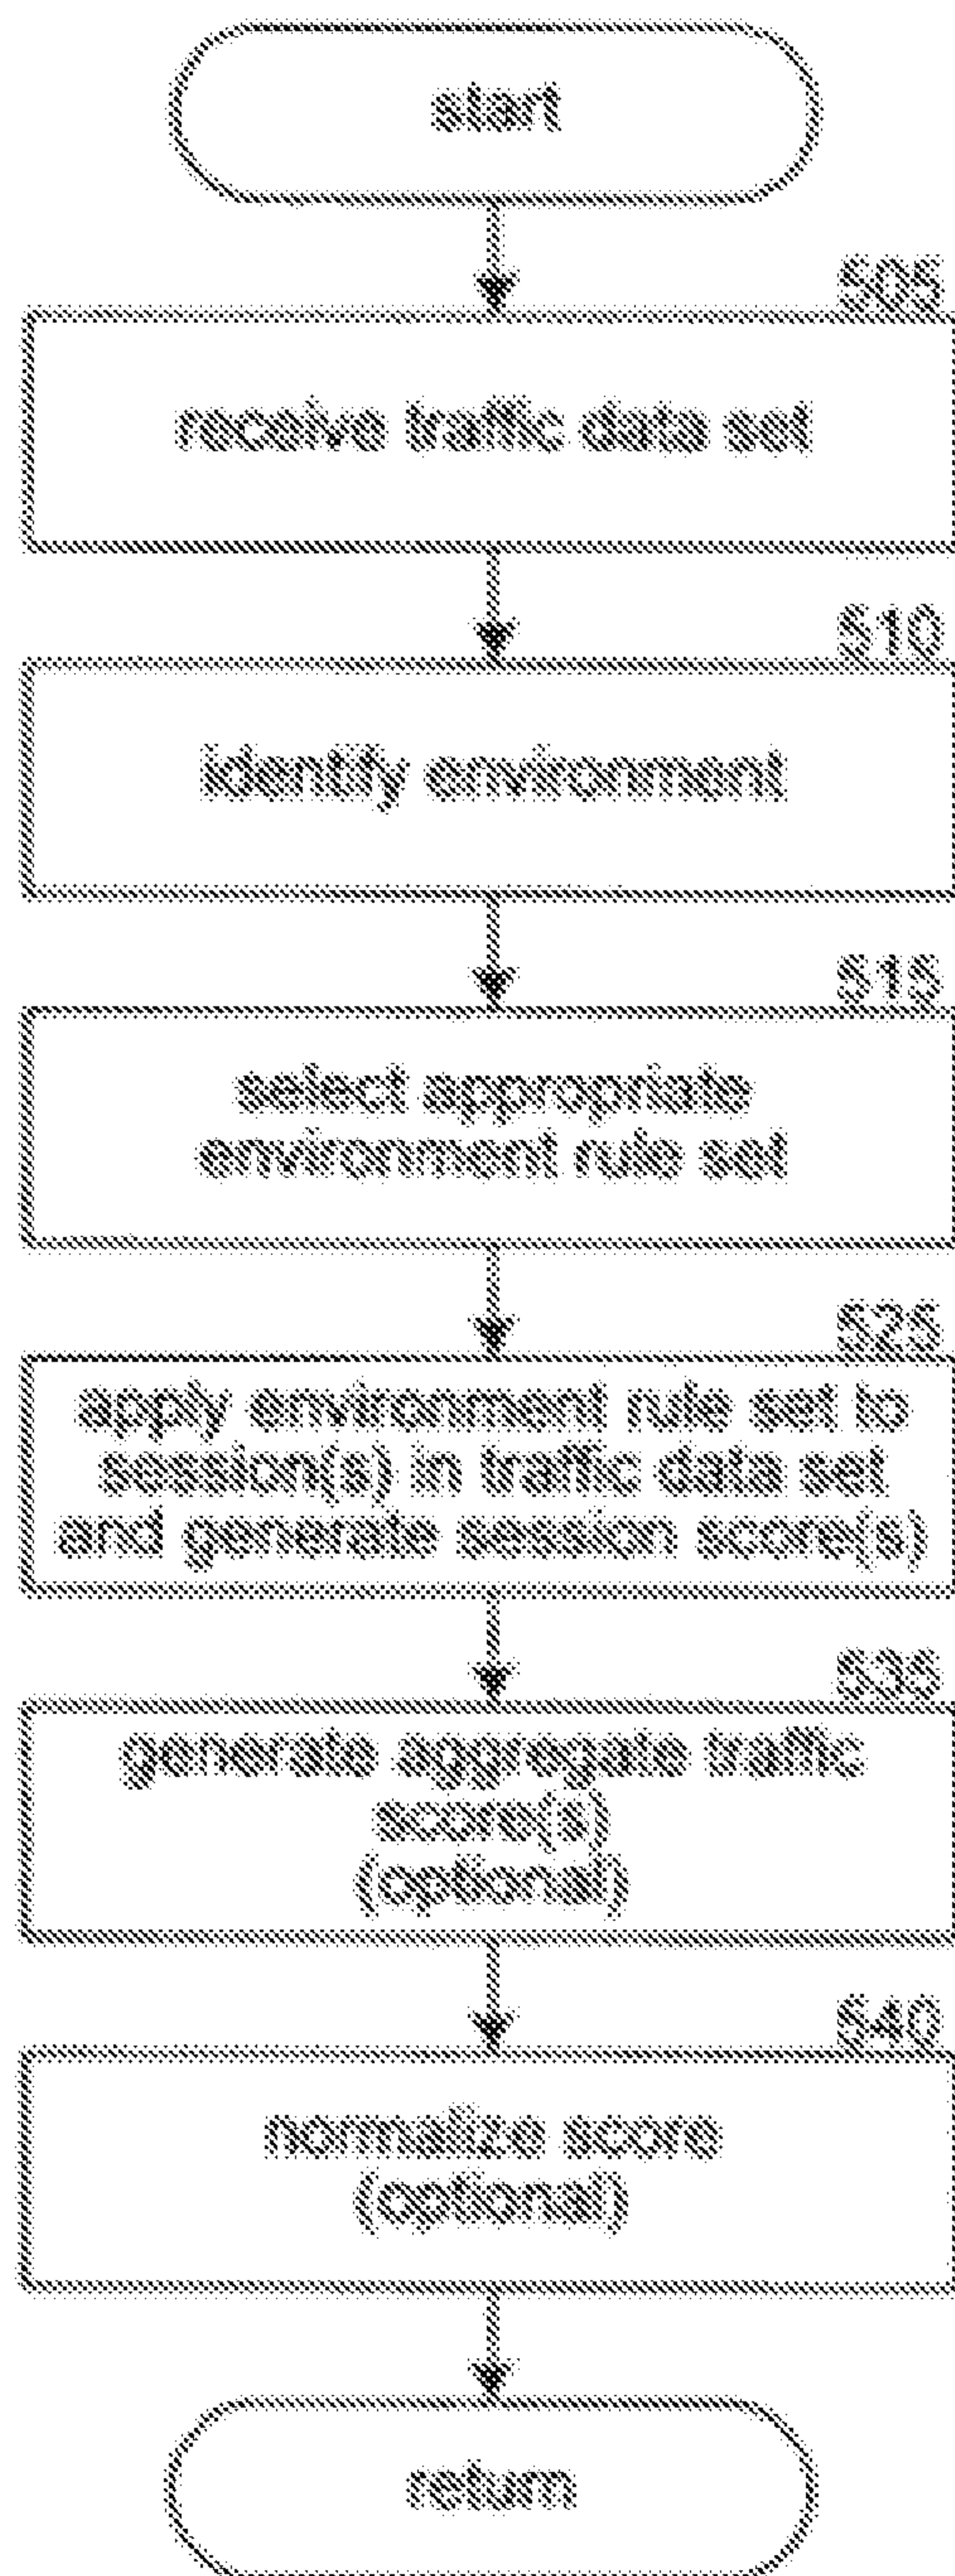 start
505
receive traffic data set
510
identify environment
515
select appropriate
environment rule set
525
apply environment rule set to
session(s) in traffic data set
and generate session score(s)
535
generate aggregate traffic
score(s)
(optional)
540
normalize score
(optional)
return